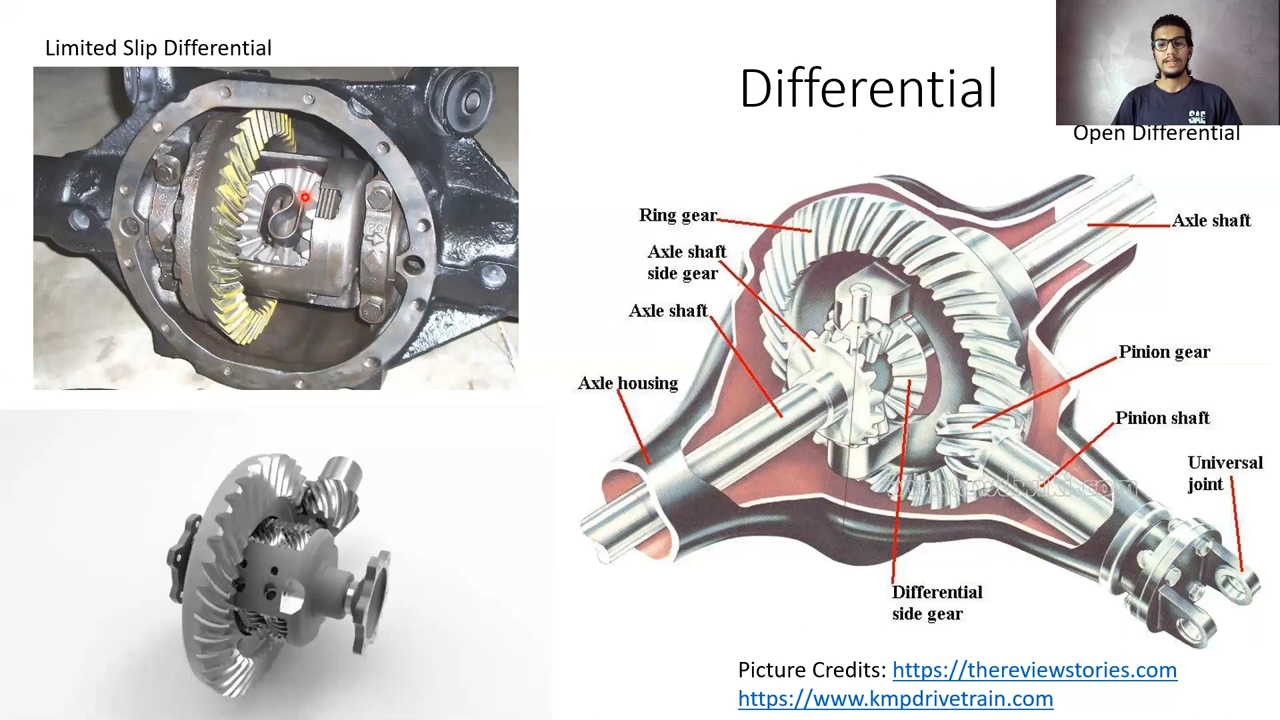 Limited Slip Differential
Differential
SAE
Open Differential
Ring gear
Axle shaft
side gear
Axle shaft
Axle housing
Axle shaft
Pinion gear
Pinion shaft
Universal
joint
Differential
side gear
Picture Credits: https://thereviewstories.com
https://www.kmpdrivetrain.com